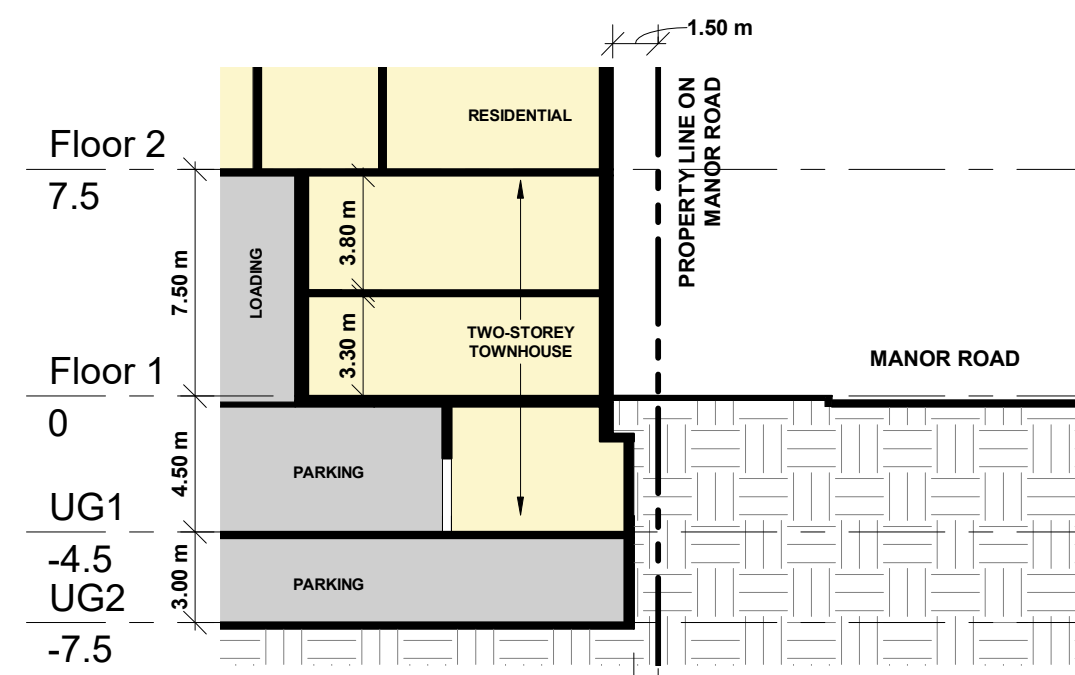 1.50 m
RESIDENTIAL
PROPERTY LINE ON
MANOR ROAD
Floor 2
7.5
7.50 m
LOADING
3.80 m
3.30 m
TWO-STOREY
TOWNHOUSE
MANOR ROAD
Floor 1
0
4.50 m
PARKING
UG1
-4.5
3.00 m
PARKING
UG2
-7.5